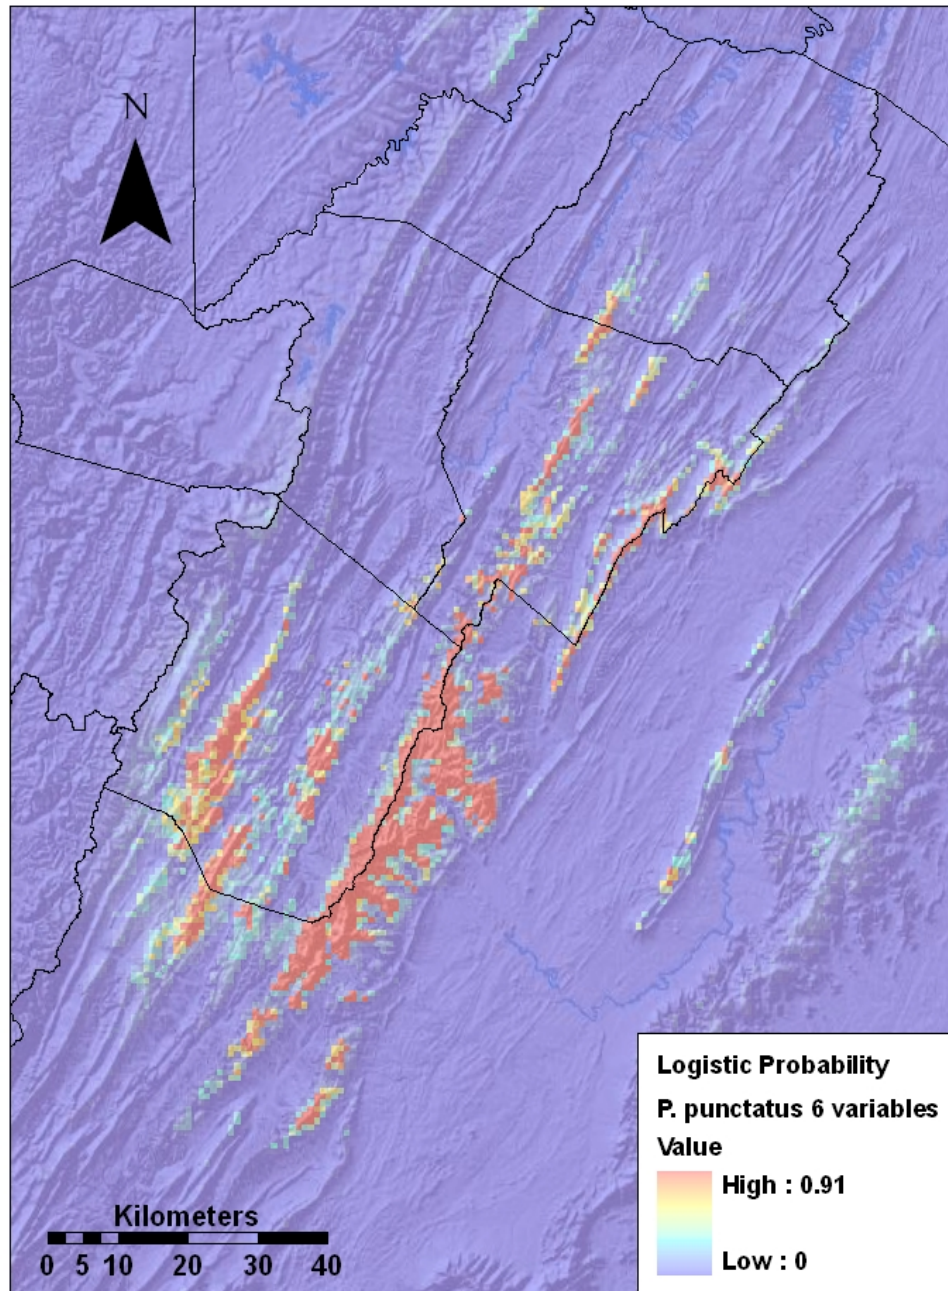 N
Logistic Probability
P. punctatus 6 variables
Value
High : 0.91
Low : 0
Kilometers
0 5 10 20 30 40